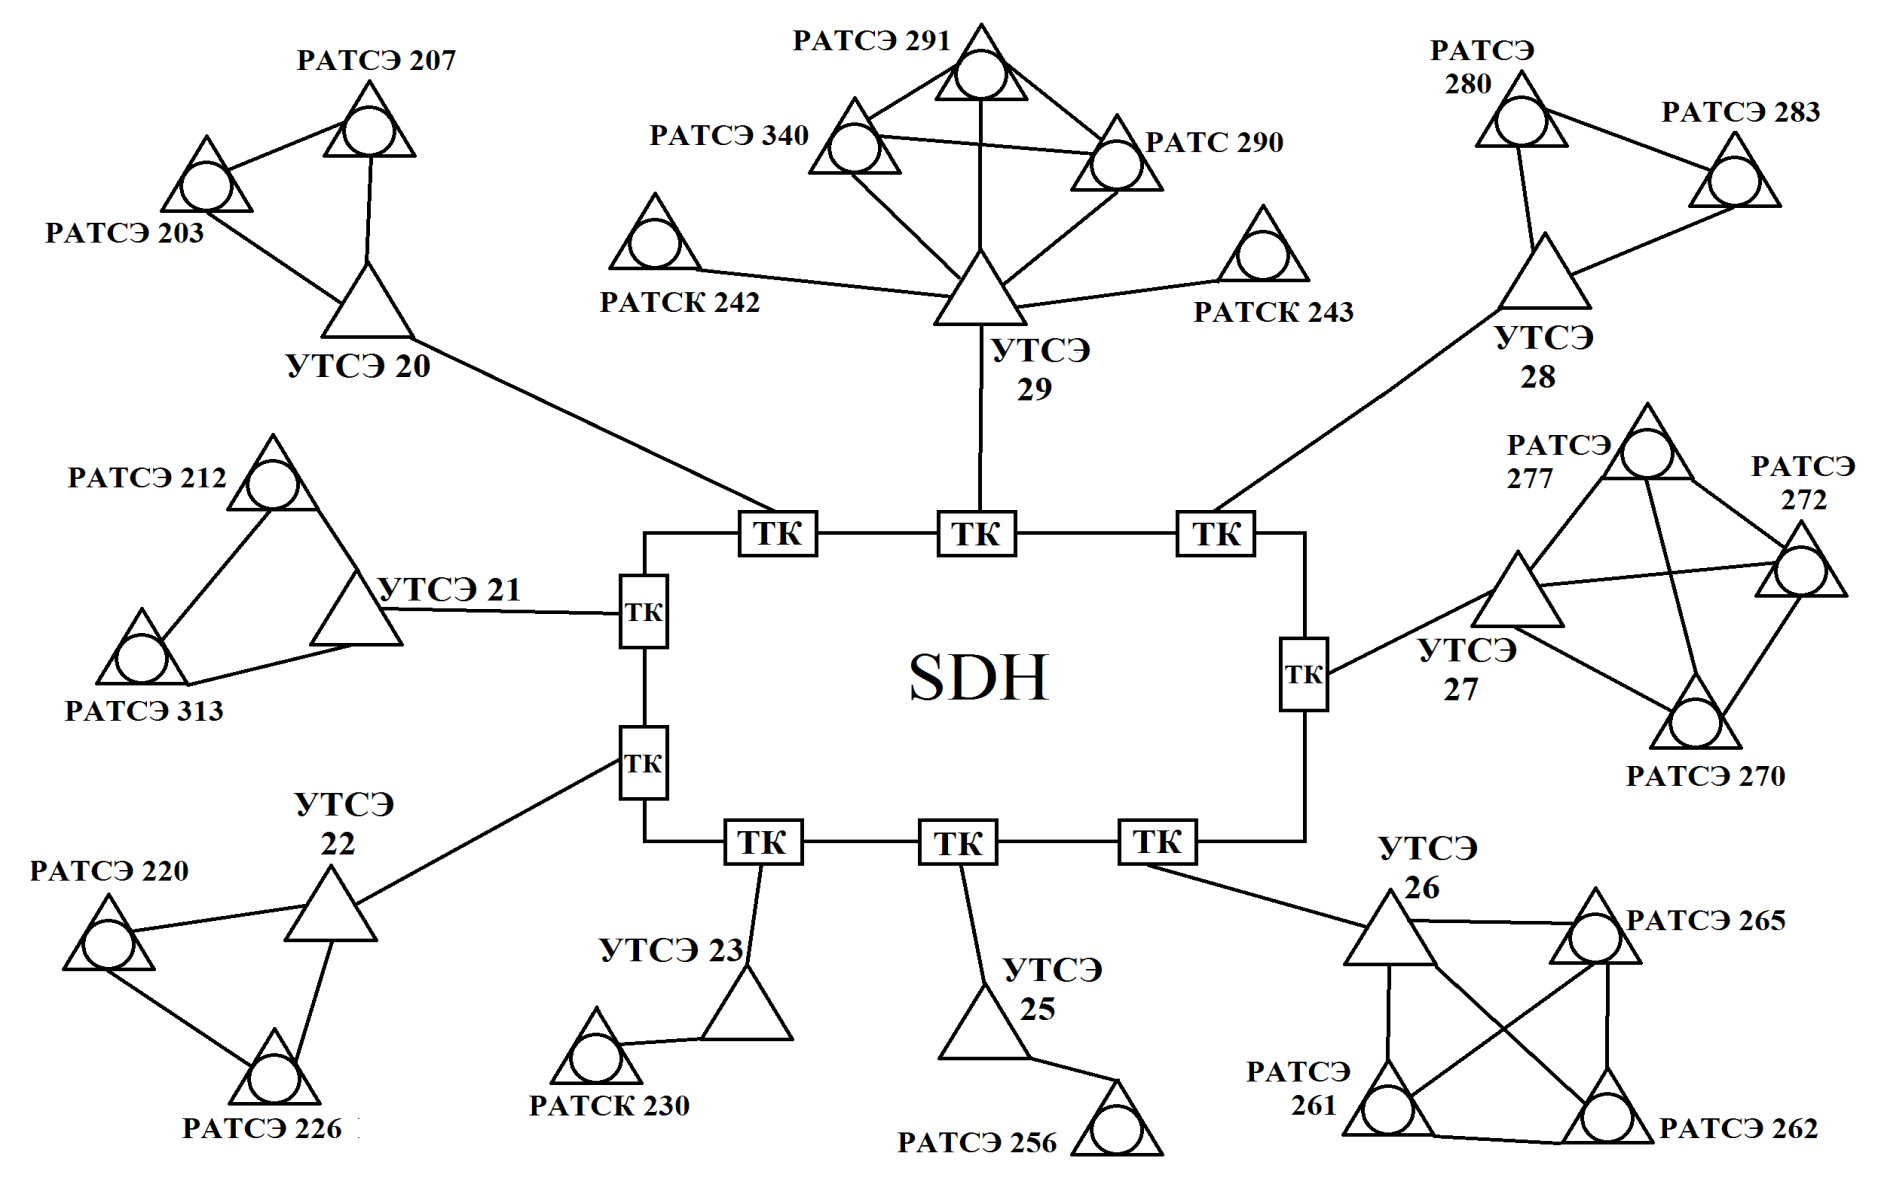 РАТСЭ 207
РАТСЭ 203
УТСЭ 20
РАТСЭ 291
РАТСЭ 340
РАТС 290
РАТСК 242
РАТСК 243
УТСЭ
29
РАТСЭ
280
РАТСЭ 283
УТСЭ
28
РАТСЭ 212
УТСЭ 21
РАТСЭ 313
РАТСЭ
277
РАТСЭ
272
УТСЭ
27
РАТСЭ 270
ТК
ТК
ТК
ТК
ТК
ТК
SDH
ТК
ТК
ТК
УТСЭ
22
РАТСЭ 220
РАТСЭ 226
УТСЭ 23
РАТСК 230
УТСЭ
25
РАТСЭ 256
УТСЭ
26
РАТСЭ 265
РАТСЭ
261
РАТСЭ 262